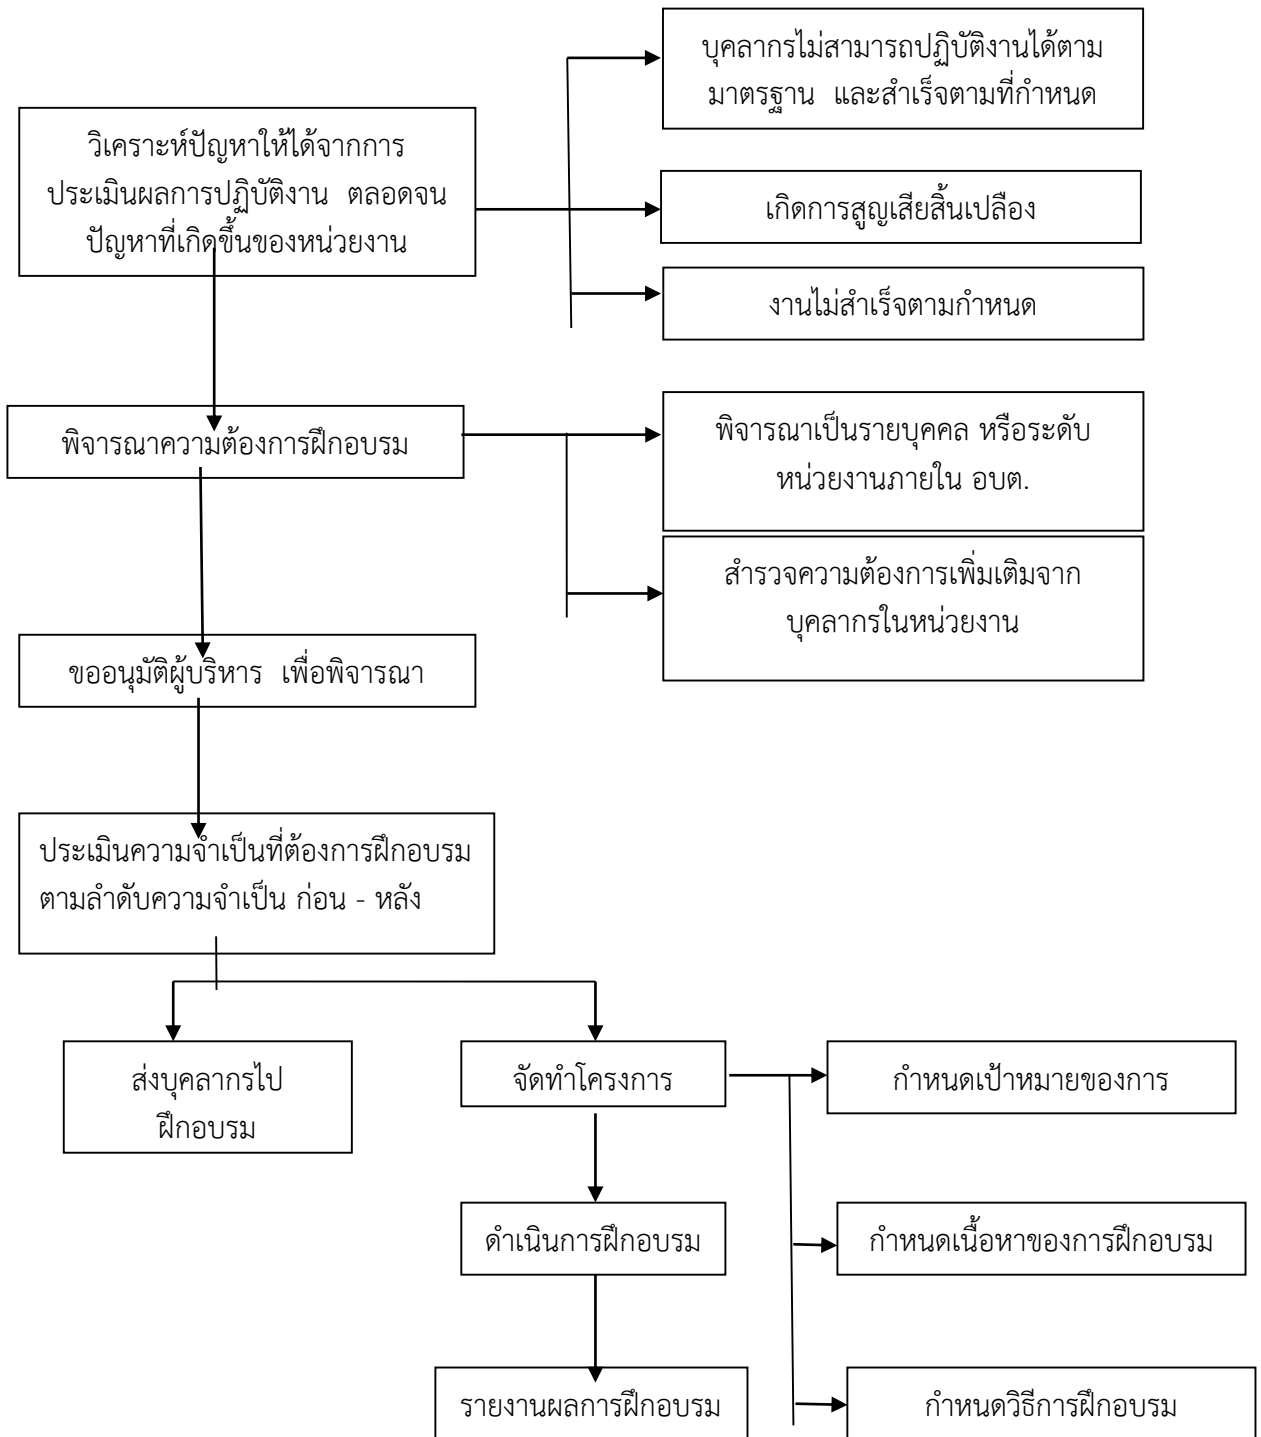 บุคลากรไม่สามารถปฏิบัติงานได้ตาม
มาตรฐาน และสำเร็จตามที่กำหนด
วิเคราะห์ปัญหาให้ได้จากการ
ประเมินผลการปฏิบัติงาน ตลอดจน
ปัญหาที่เกิดขึ้นของหน่วยงาน
เกิดการสูญเสียสิ้นเปลือง
งานไม่สำเร็จตามกำหนด
พิจารณาความต้องการฝึกอบรม
พิจารณาเป็นรายบุคคล หรือระดับ
หน่วยงานภายใน อบต.
สำรวจความต้องการเพิ่มเติมจาก
บุคลากรในหน่วยงาน
ขออนุมัติผู้บริหาร เพื่อพิจารณา
ประเมินความจำเป็นที่ต้องการฝึกอบรม
ตามลำดับความจำเป็น ก่อน - หลัง
ส่งบุคลากรไป
ฝึกอบรม
จัดทำโครงการ
กำหนดเป้าหมายของการ
ดำเนินการฝึกอบรม
กำหนดเนื้อหาของการฝึกอบรม
รายงานผลการฝึกอบรม
กำหนดวิธีการฝึกอบรม